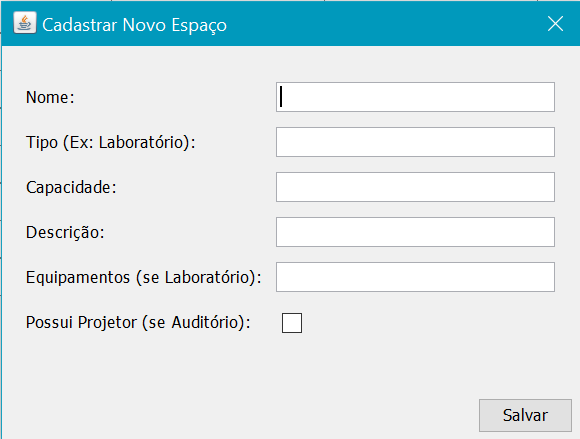 Cadastrar Novo Espaço
Nome:
Tipo (Ex: Laboratório):
Capacidade:
Descrição:
Equipamentos (se Laboratório):
Possui Projetor (se Auditório):
Salvar